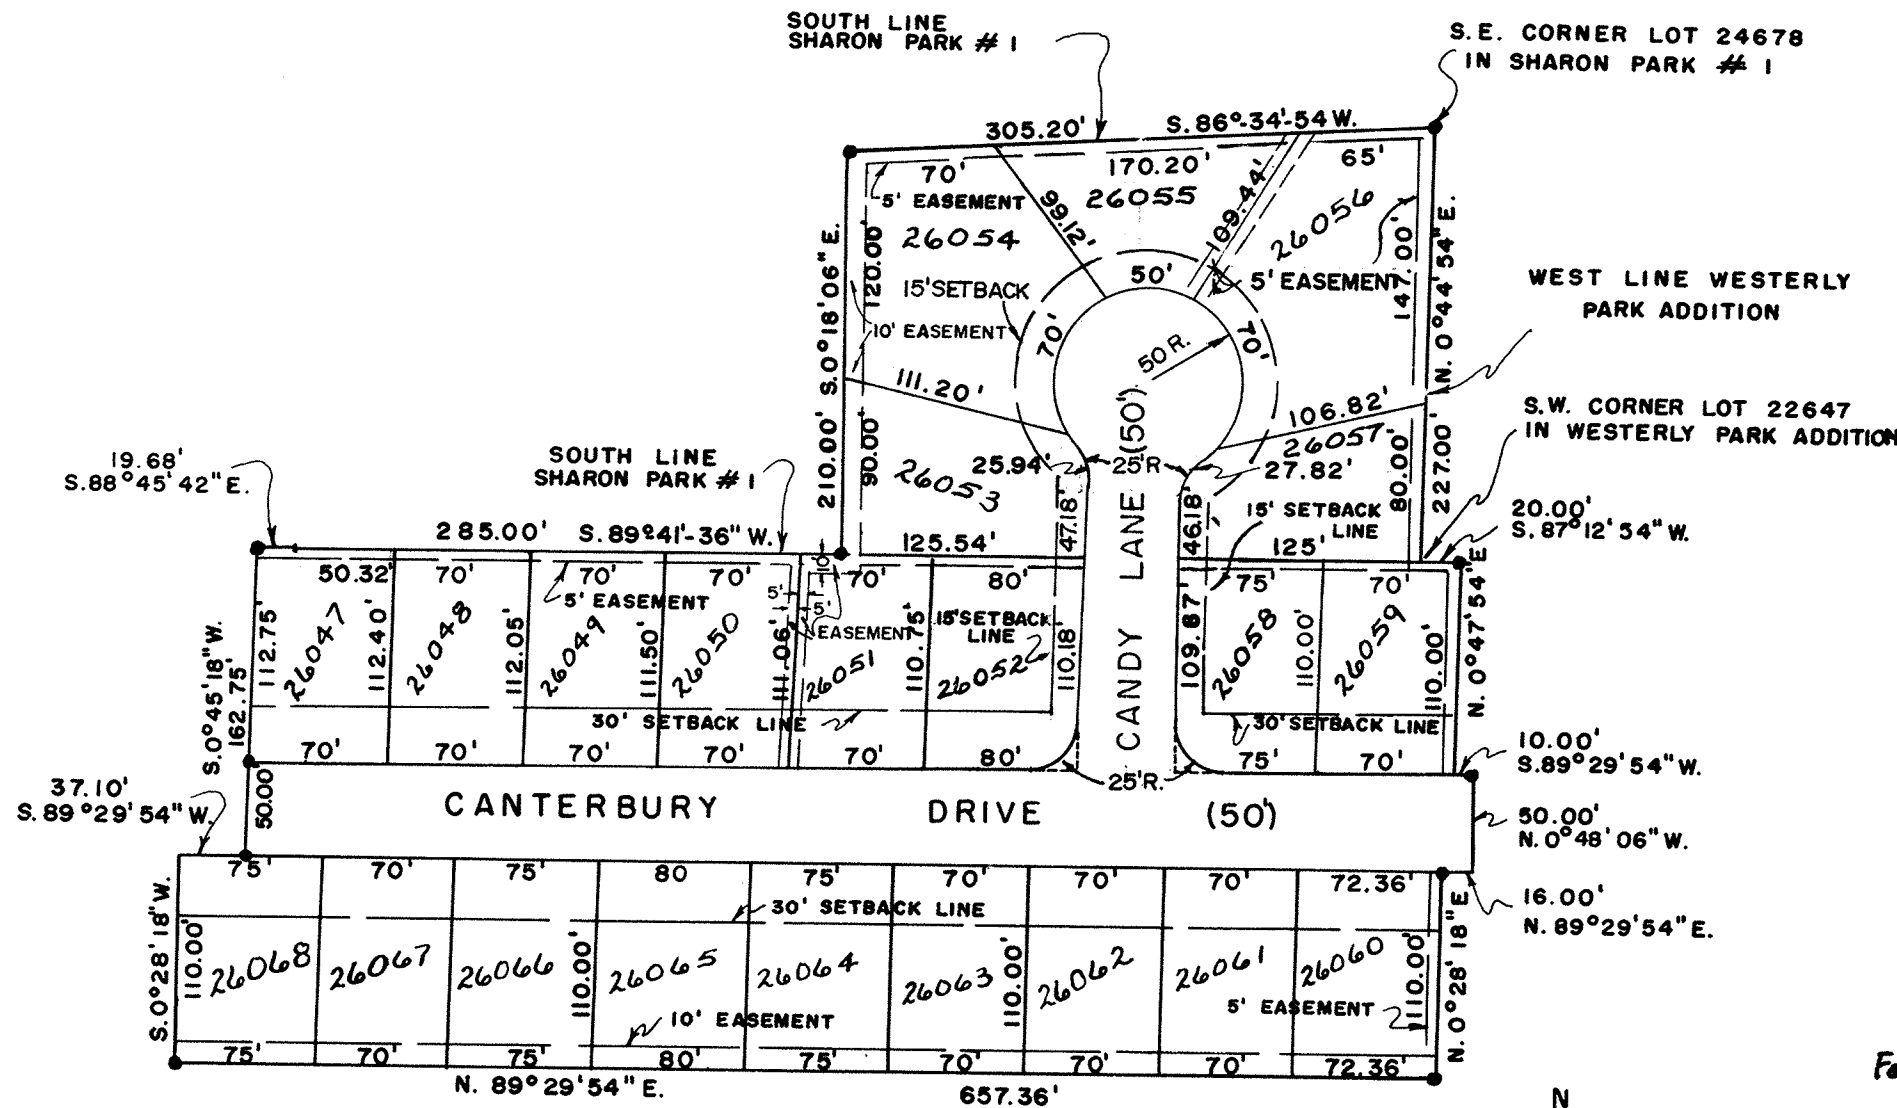 SOUTH LINE
SHARON PARK # 1
S.E. CORNER LOT 24678
IN SHARON PARK # 1
305.20'
S. 86°-34'-54 W.
70'
170.20'
65'
5' EASEMENT
26055
99.12'
109.44'
26056
26054
120.00'
S.0°18'06" E.
210.00'
15' SETBACK
50'
5' EASEMENT
147.00'
N. 0°44'54" E.
227.00'
10' EASEMENT
70'
70'
50 R.
WEST LINE WESTERLY
PARK ADDITION
111.20'
106.82'
S.W. CORNER LOT 22647
IN WESTERLY PARK ADDITION
26057
90.00'
26053
25.94'
25'R
27.82'
80.00'
47.18'
46.18'
15' SETBACK
LINE
20.00'
S. 87°12'54" W.
19.68'
S.88°45'42" E.
SOUTH LINE
SHARON PARK # 1
285.00'
S. 89°41'-36" W.
125.54'
125'
10'
50.32'
70'
70'
70'
70'
80'
75'
70'
5' EASEMENT
5'
5'
EASEMENT
15' SETBACK
LINE
S.0°45'18" W.
162.75'
112.75'
26047
112.40'
26048
112.05'
26049
111.50'
26050
111.06'
26051
110.75'
26052
110.18
CANDY LANE (50')
109.87'
26058
110.00'
26059
110.00'
N. 0°47'54" E
30' SETBACK LINE
30' SETBACK LINE
70'
70'
70'
70'
70'
80'
25'R.
75'
70'
10.00'
S.89°29'54" W.
37.10'
S. 89°29'54" W.
50.00'
CANTERBURY DRIVE (50')
50.00'
N. 0°48'06" W.
75'
70'
75'
80
75'
70'
70'
70'
72.36'
16.00'
N. 89°29'54" E.
30' SETBACK LINE
S. 0°28'18" W.
110.00'
26068
26067
26066
110.00'
26065
26064
26063
110.00'
26062
26061
26060
110.00'
N. 0°28'18" E
10' EASEMENT
5' EASEMENT
75'
70'
75'
80'
75'
70'
70'
70'
72.36'
N. 89°29'54" E.
657.36'
N